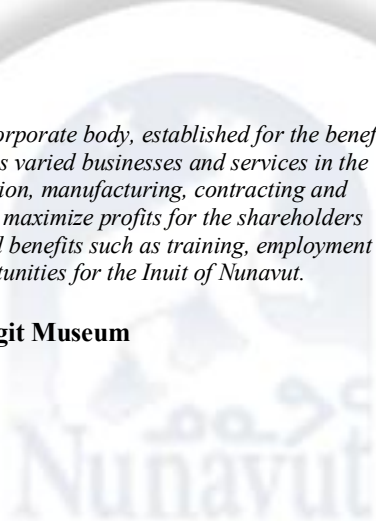 orporate body, established for the benef
s varied businesses and services in the
ion, manufacturing, contracting and
maximize profits for the shareholders
l benefits such as training, employment
tunities for the Inuit of Nunavut.
git Museum
ᓄᓇᕗᑦ
Nunavut